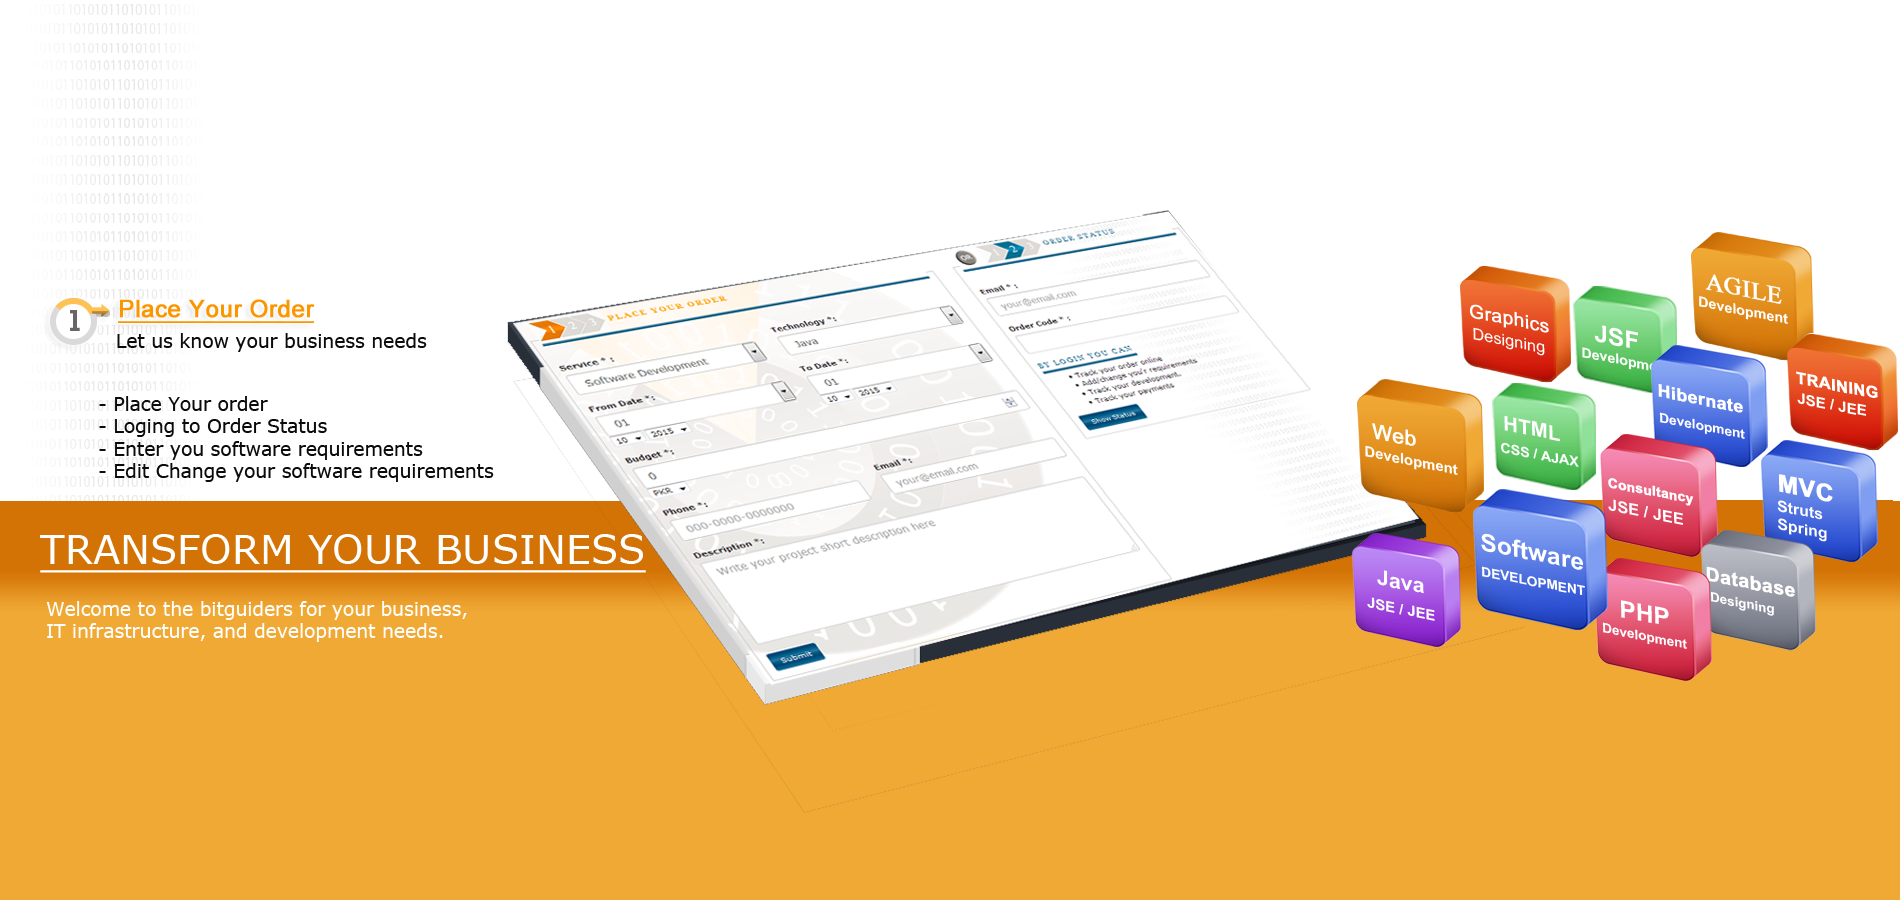 1
Place Your Order
Let us know your business needs
- Place Your order
- Loging to Order Status
- Enter you software requirements
- Edit Change your software requirements
TRANSFORM YOUR BUSINESS
Welcome to the bitguiders for your business,
IT infrastructure, and development needs.
1 2 3 PLACE YOUR ORDER
Service * :
Software Development
Technology *:
Java
From Date *:
01
10 2015
To Date *:
01
10 2015
Budget *:
0
PKR
Phone *:
000-0000-0000000
Email *:
your@email.com
Description *:
Write your project short description here
Submit
OR 1 2 3 ORDER STATUS
Email * :
your@email.com
Order Code * :
BY LOGIN YOU CAN
• Track your order online
• Add/change you'r requirements
• Track your development.
• Track your payments
Show Status
Graphics
Designing
JSF
Developme
AGILE
Development
Hibernate
Development
TRAINING
JSE / JEE
Web
Development
HTML
CSS / AJAX
Consultancy
JSE / JEE
MVC
Struts
Spring
Java
JSE / JEE
Software
DEVELOPMENT
PHP
Development
Database
Designing